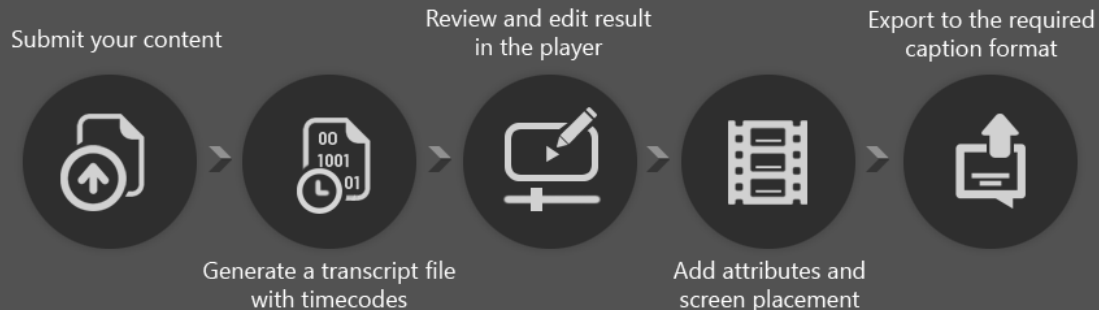 Submit your content
00
1001
01
Generate a transcript file
with timecodes
Review and edit result
in the player
Add attributes and
screen placement
Export to the required
caption format